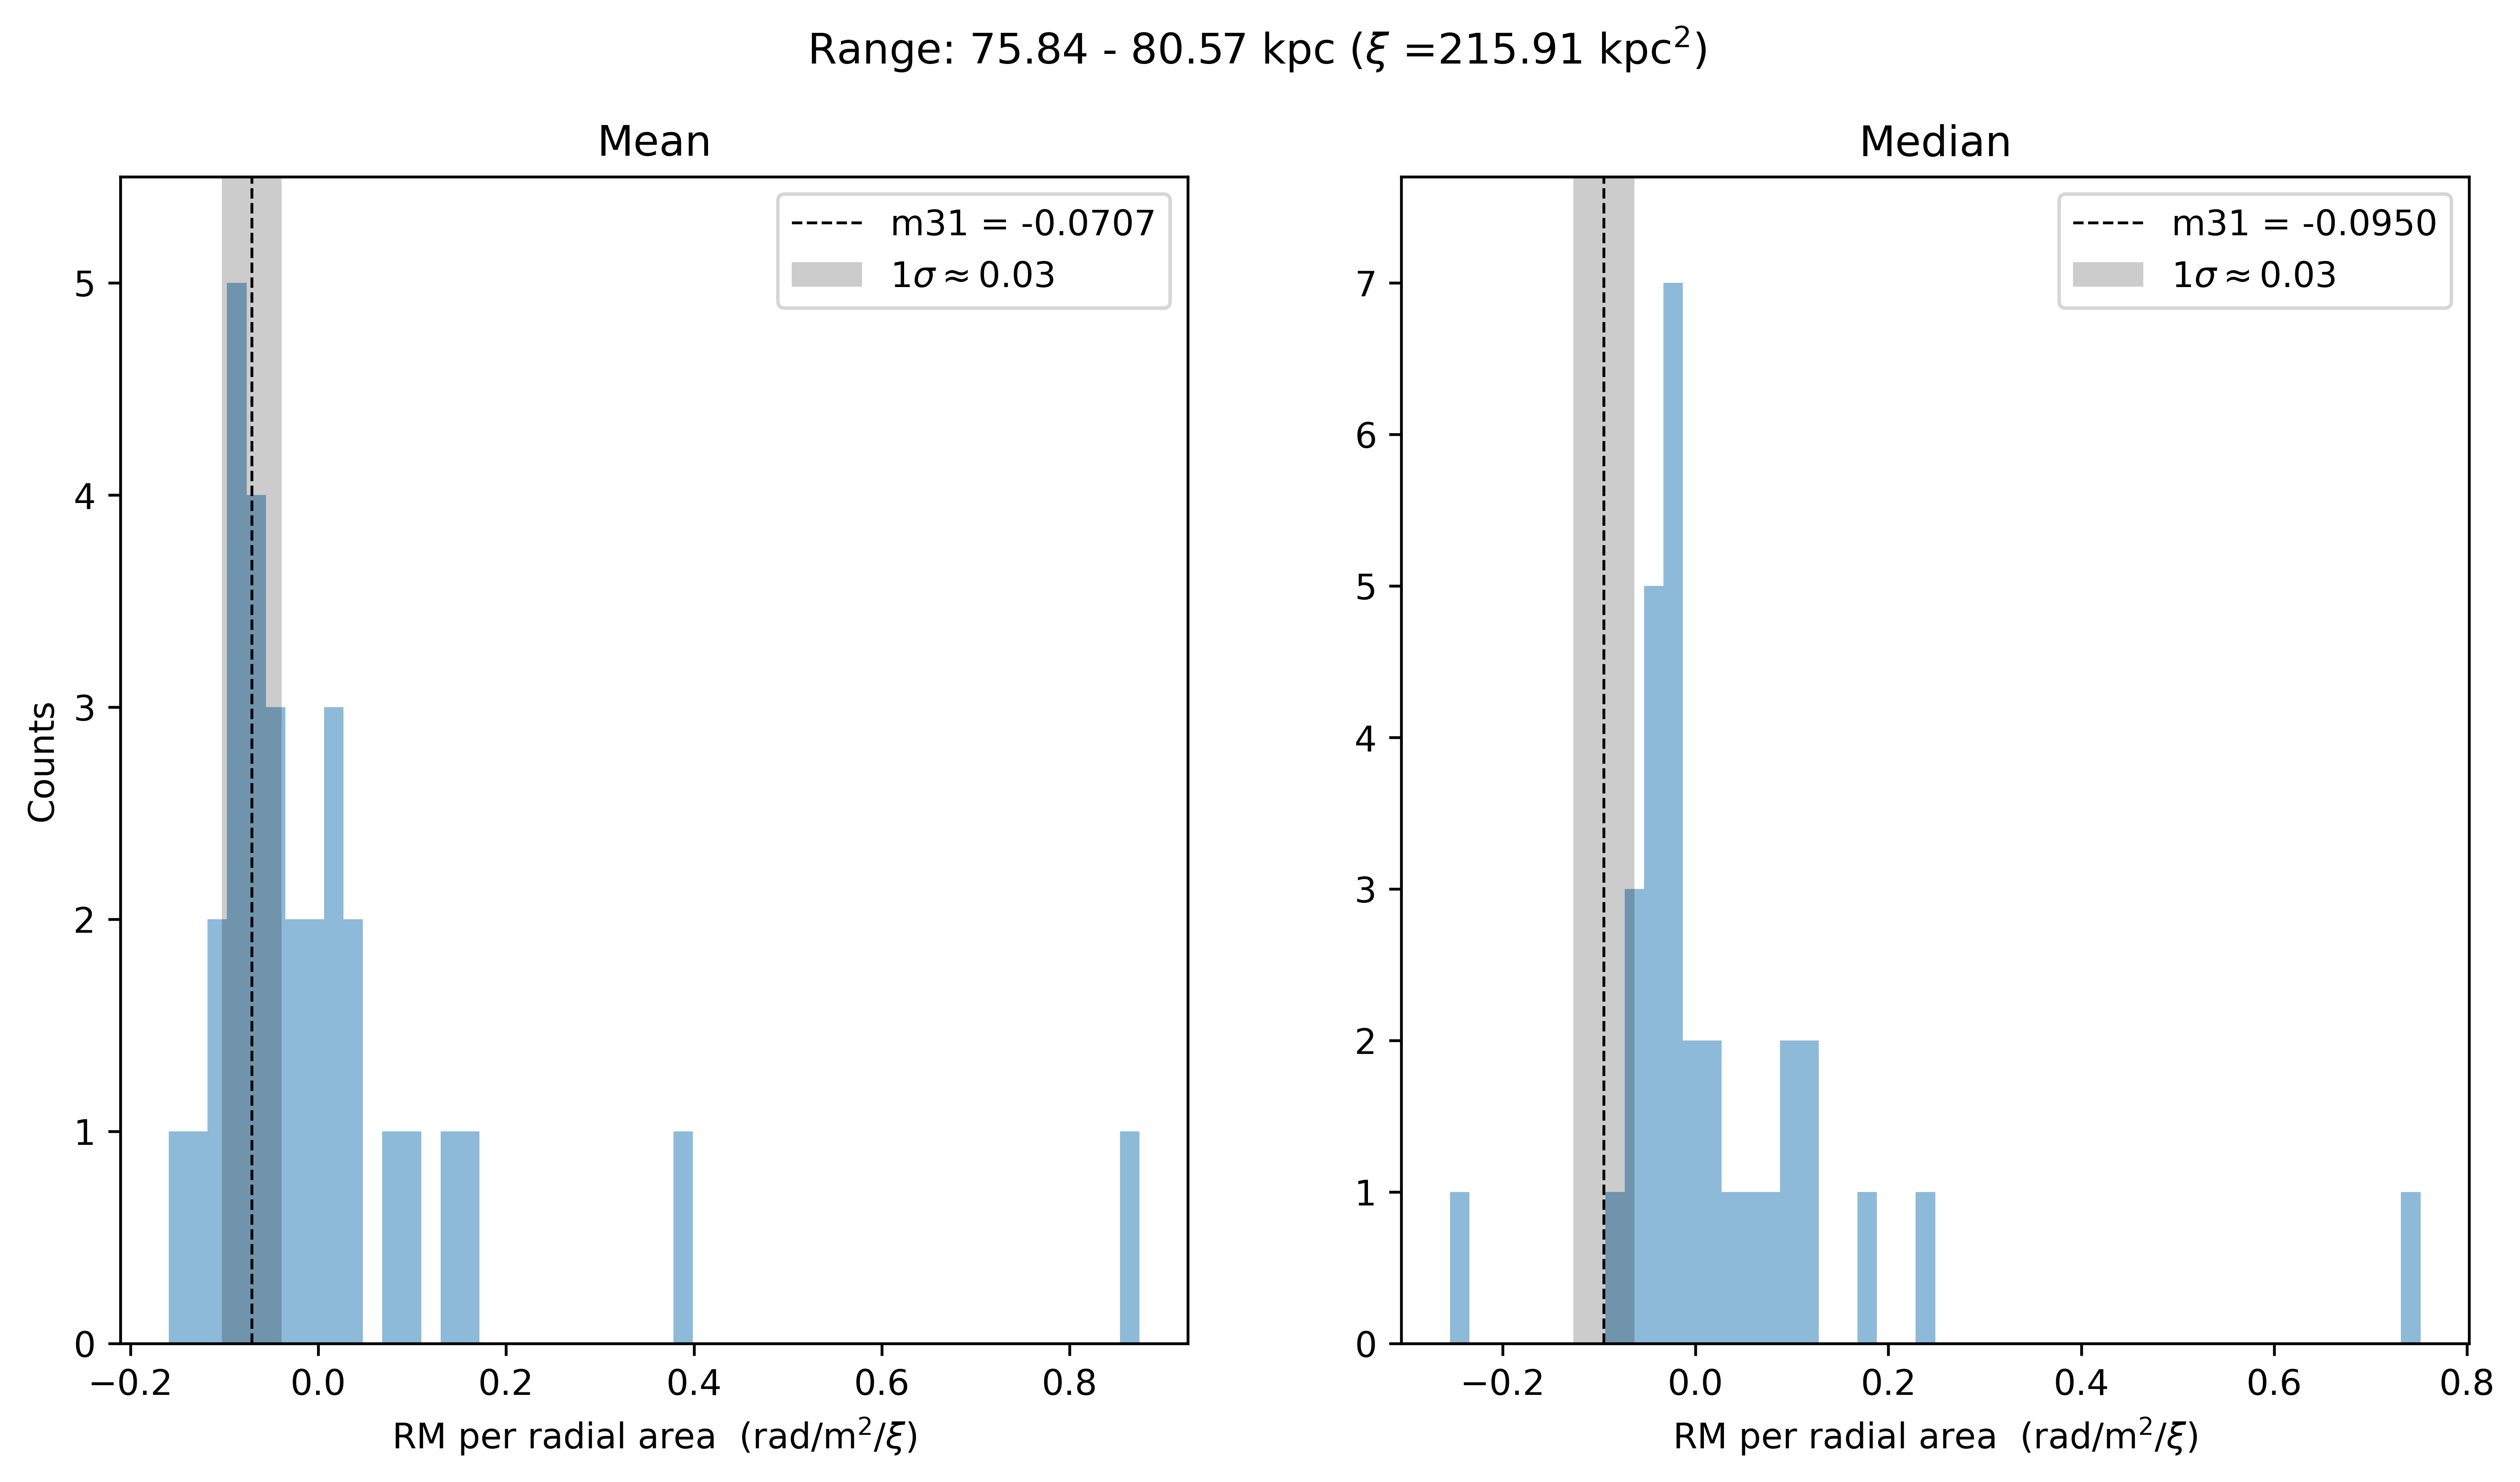 Range: 75.84 - 80.57 kpc (ξ =215.91 kpc²)
Mean
m31 = -0.0707
1σ ≈ 0.03
5
4
3
2
1
0
Counts
−0.2 0.0 0.2 0.4 0.6 0.8
RM per radial area (rad/m²/ξ)
Median
m31 = -0.0950
1σ ≈ 0.03
7
6
5
4
3
2
1
0
−0.2 0.0 0.2 0.4 0.6 0.8
RM per radial area (rad/m²/ξ)